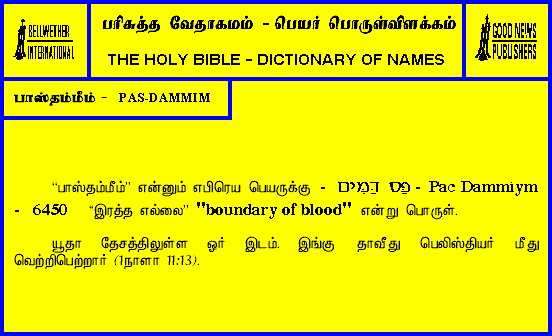 BELLWETHER
INTERNATIONAL
பரிசுத்த வேதாகமம் - பெயர் பொருள்விளக்கம்
THE HOLY BIBLE - DICTIONARY OF NAMES
GOOD NEWS
PUBLISHERS
பாஸ்தம்மீம் - PAS-DAMMIM
“பாஸ்தம்மீம்” என்னும் எபிரெய பெயருக்கு - פַּס דַּמִּים - Pac Dammiym
- 6450 “இரத்த எல்லை” "boundary of blood" என்று பொருள்.
யூதா தேசத்திலுள்ள ஓர் இடம். இங்கு தாவீது பெலிஸ்தியர் மீது
வெற்றிபெற்றார் (1நாளா 11:13).